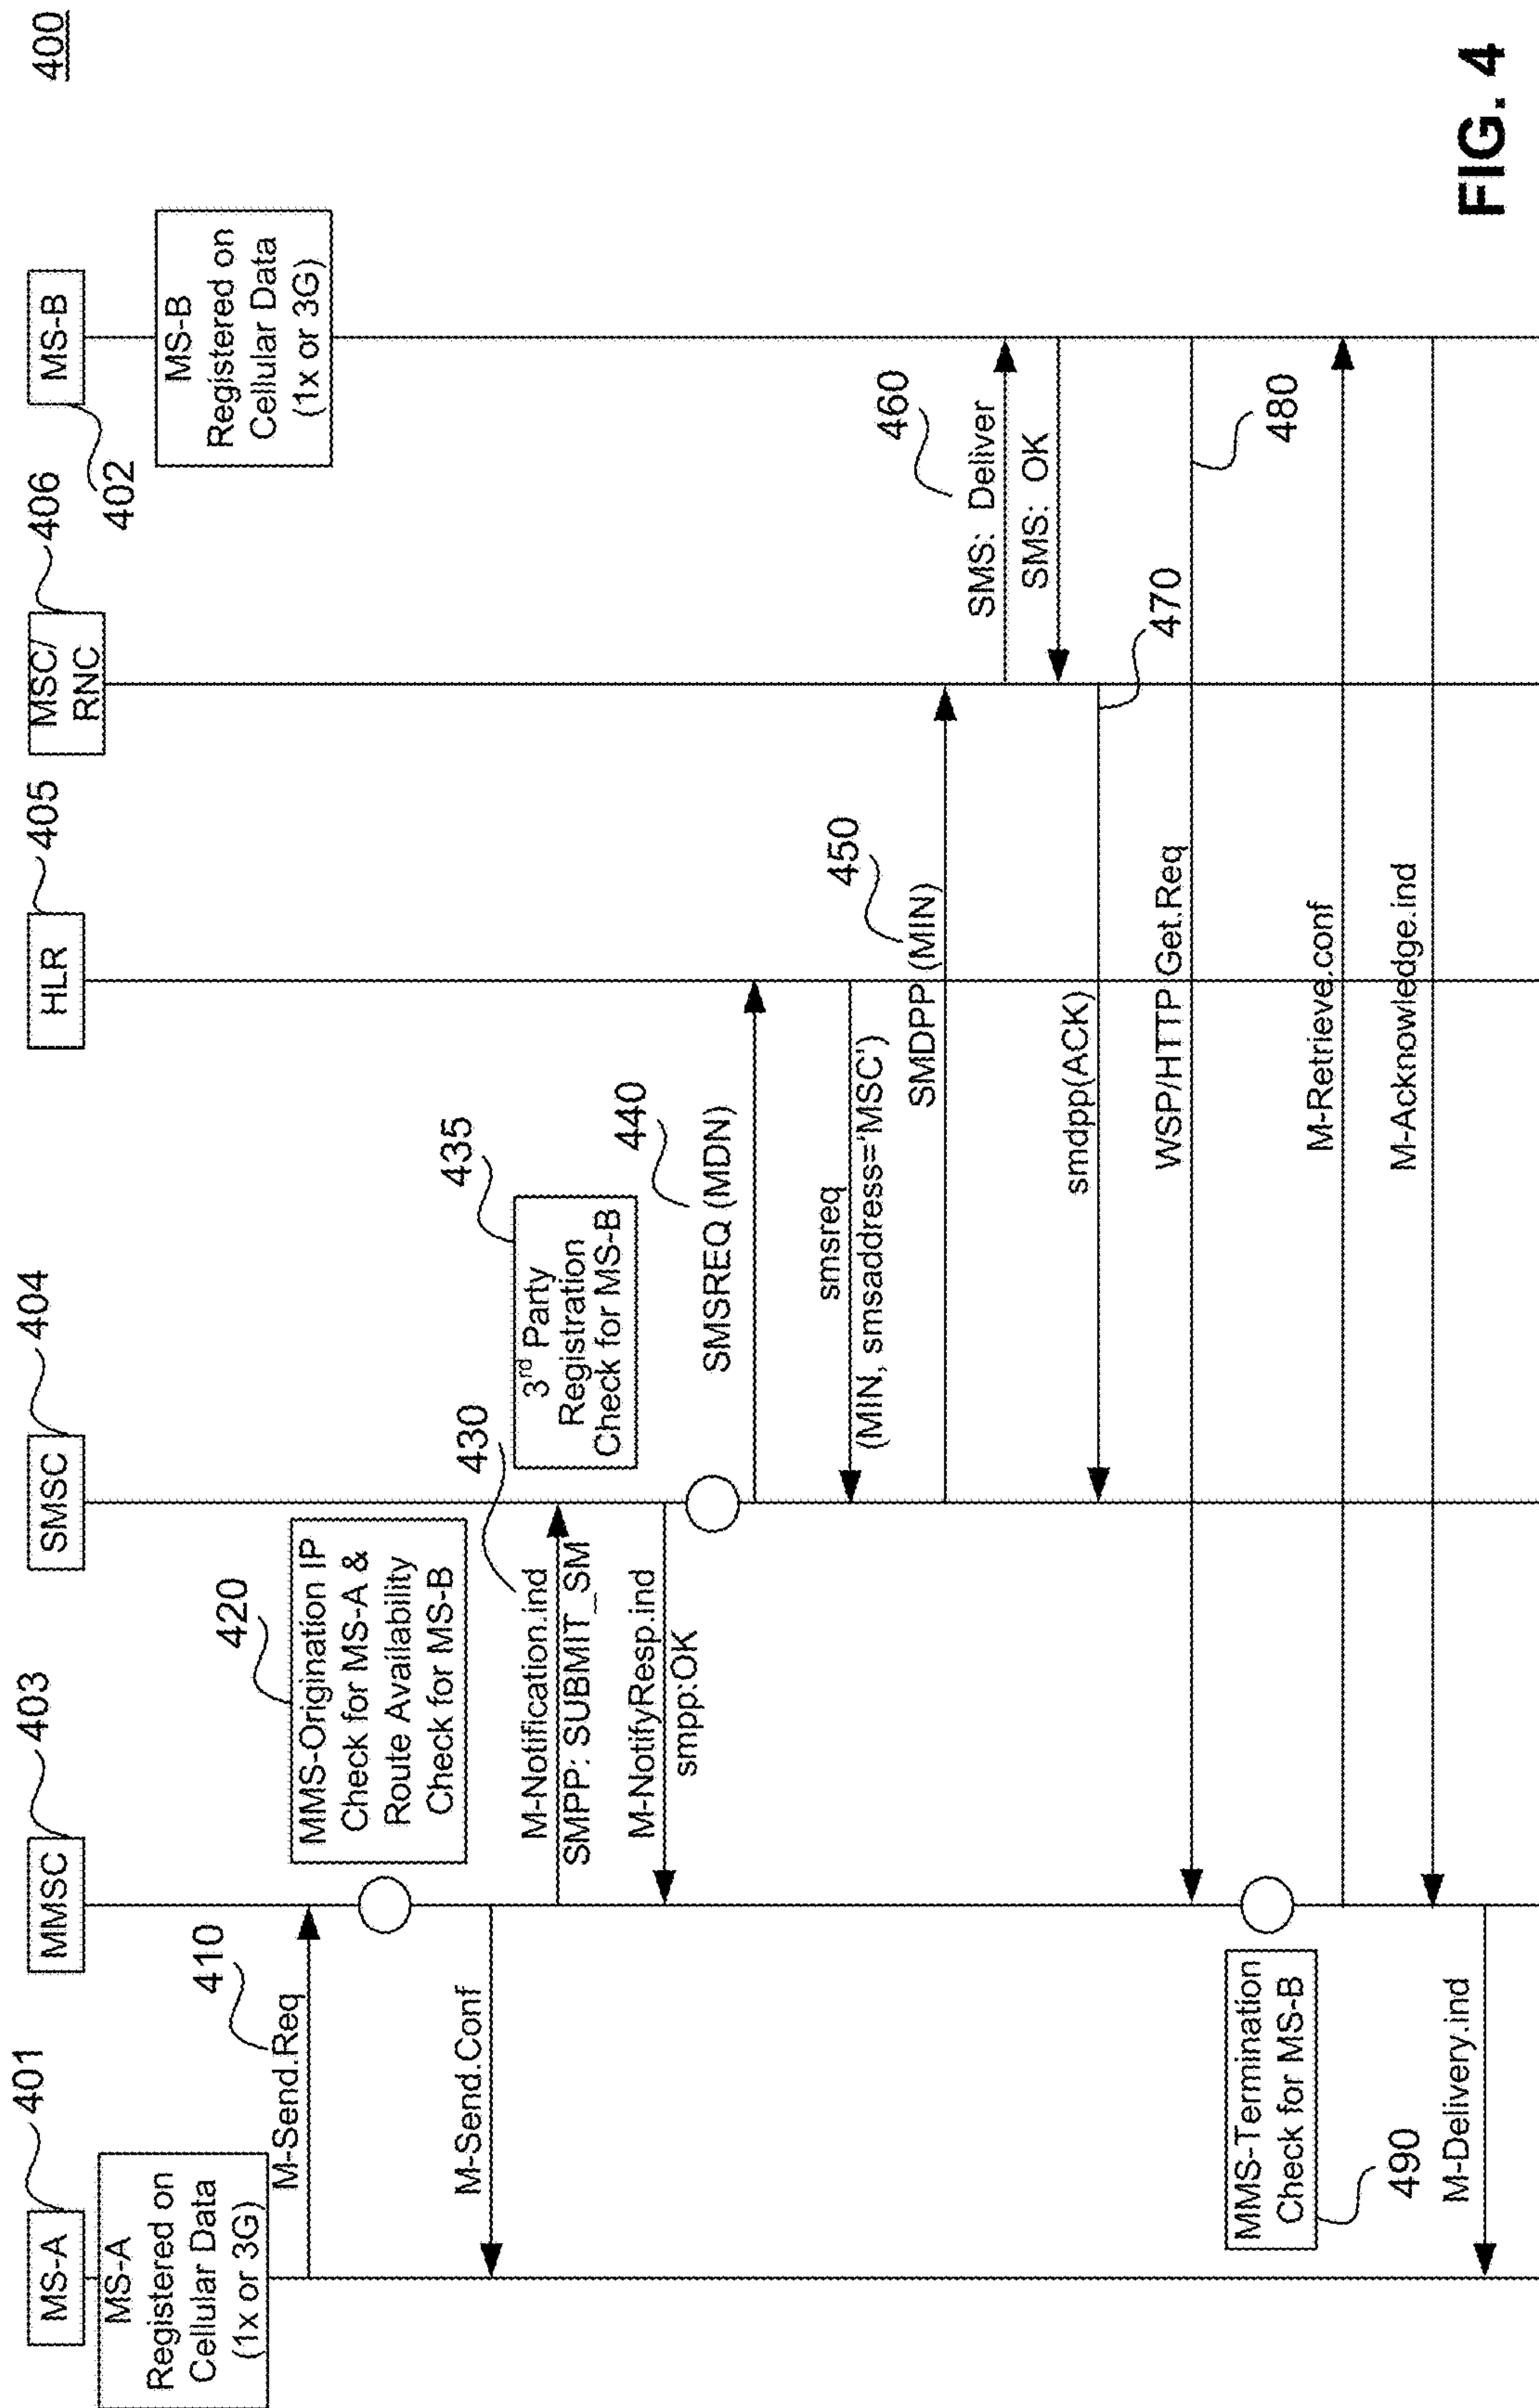 400
401
403
404
405
406
MS-A
MMSC
SMSC
HLR
MSC/
RNC
MS-B
402
MS-A
Registered on
Cellular Data
(1x or 3G)
MS-B
Registered on
Cellular Data
(1x or 3G)
410
M-Send.Req
420
MMS-Origination IP
Check for MS-A &
Route Availability
Check for MS-B
M-Send.Conf
430
M-Notification.ind
SMPP: SUBMIT_SM
435
3rd Party
Registration
Check for MS-B
M-NotifyResp.ind
smpp:OK
440
SMSREQ (MDN)
smsreq
(MIN, smsaddress='MSC')
450
SMDPP (MIN)
460
SMS: Deliver
SMS: OK
470
smdpp(ACK)
WSP/HTTP Get.Req
480
MMS-Termination
Check for MS-B
490
M-Retrieve.conf
M-Acknowledge.ind
M-Delivery.ind
FIG. 4